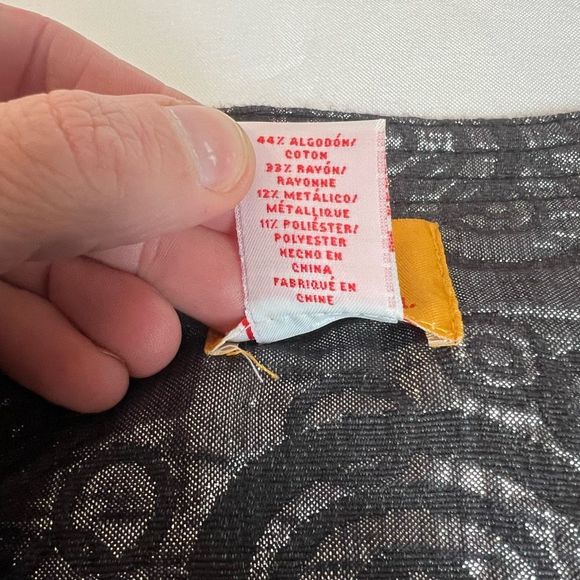 44% ALGODÓN/
COTON
33% RAYÓN/
RAYONNE
12% METÁLICO/
MÉTALLIQUE
11% POLIÉSTER/
POLYESTER
HECHO EN
CHINA
FABRIQUÉ EN
CHINE